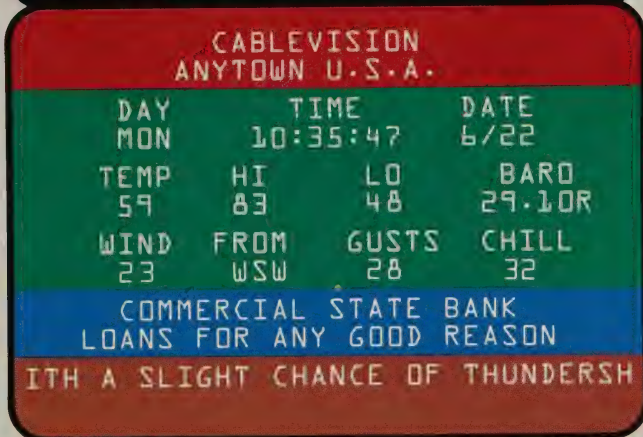 CABLEVISION
ANYTOWN U.S.A.
DAY TIME DATE
MON 10:35:47 6/22
TEMP HI LO BARO
59 83 48 29.10R
WIND FROM GUSTS CHILL
23 WSW 28 32
COMMERCIAL STATE BANK
LOANS FOR ANY GOOD REASON
ITH A SLIGHT CHANCE OF THUNDERSH